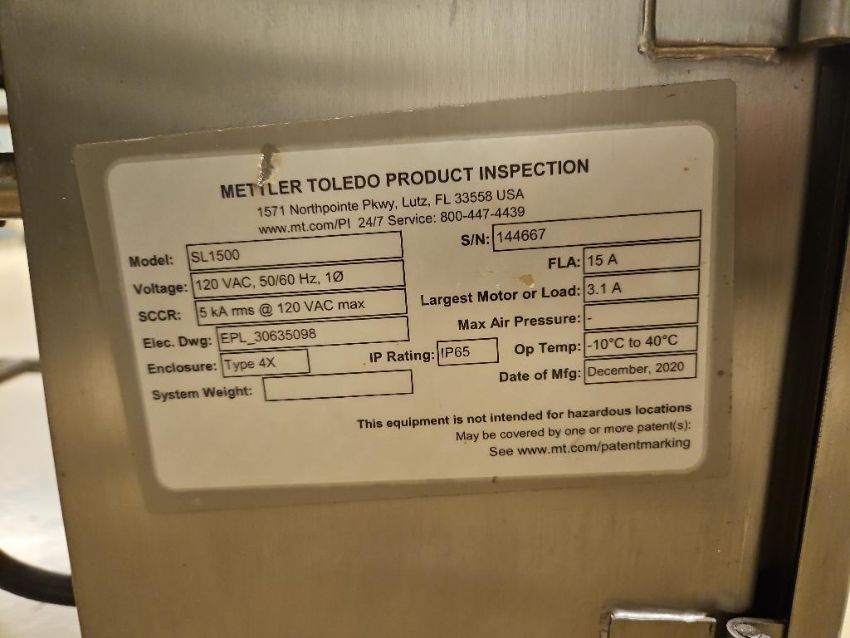 METTLER TOLEDO PRODUCT INSPECTION
1571 Northpointe Pkwy, Lutz, FL 33558 USA
www.mt.com/PI 24/7 Service: 800-447-4439
Model: SL1500
S/N: 144667
Voltage: 120 VAC, 50/60 Hz, 1Ø
FLA: 15 A
SCCR: 5 kA rms @ 120 VAC max
Largest Motor or Load: 3.1 A
Elec. Dwg: EPL_30635098
Max Air Pressure: -
Enclosure: Type 4X
IP Rating: IP65
Op Temp: -10°C to 40°C
System Weight:
Date of Mfg: December, 2020
This equipment is not intended for hazardous locations
May be covered by one or more patent(s):
See www.mt.com/patentmarking